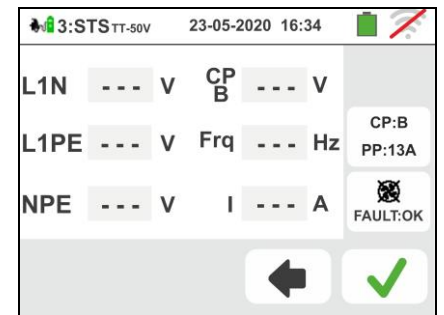 3:STS TT-50V 23-05-2020 16:34
L1N - - - V CP B - - - V
L1PE - - - V Frq - - - Hz
NPE - - - V I - - - A
CP:B
PP:13A
FAULT:OK